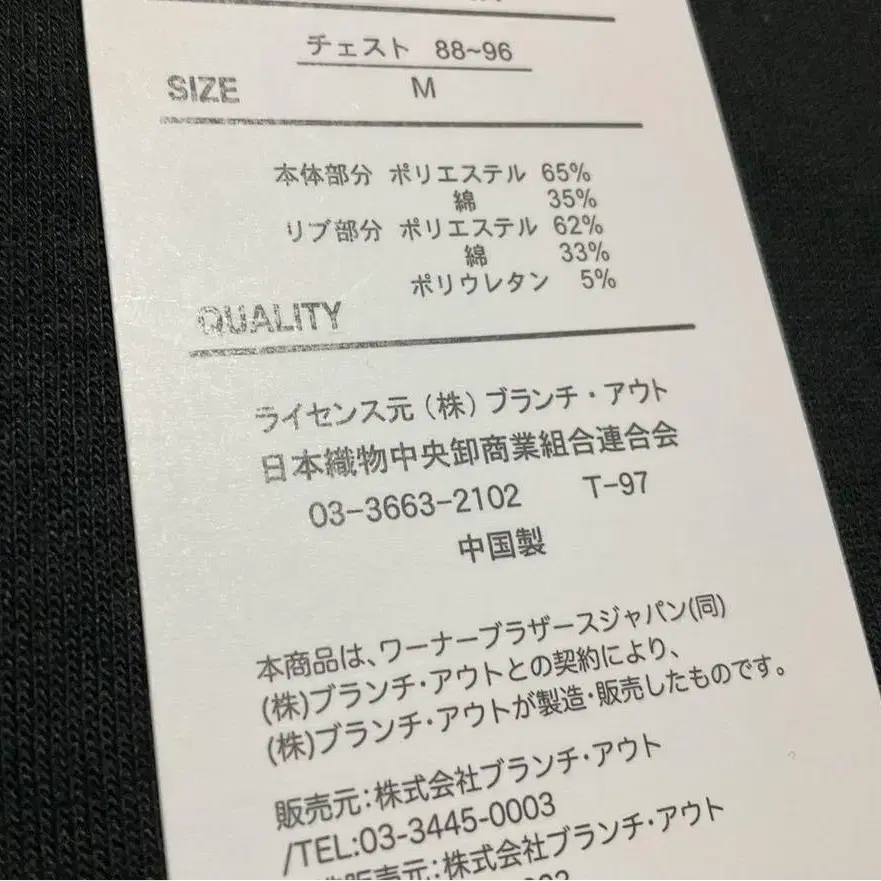 チェスト 88~96
SIZE M
本体部分 ポリエステル 65%
綿 35%
リブ部分 ポリエステル 62%
綿 33%
ポリウレタン 5%
QUALITY
ライセンス元(株)ブランチ・アウト
日本織物中央卸商業組合連合会
03-3663-2102 T-97
中国製
本商品は、ワーナーブラザースジャパン(同)
(株)ブランチ・アウトとの契約により、
(株)ブランチ・アウトが製造・販売したものです。
販売元:株式会社ブランチ・アウト
/TEL:03-3445-0003
販売元:株式会社ブランチ・アウト